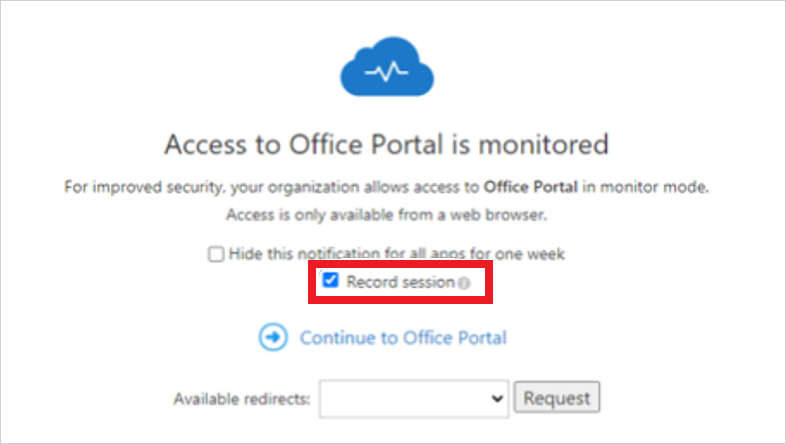 Access to Office Portal is monitored
For improved security, your organization allows access to Office Portal in monitor mode.
Access is only available from a web browser.
Hide this notification for all apps for one week
Record session
Continue to Office Portal
Available redirects: Request